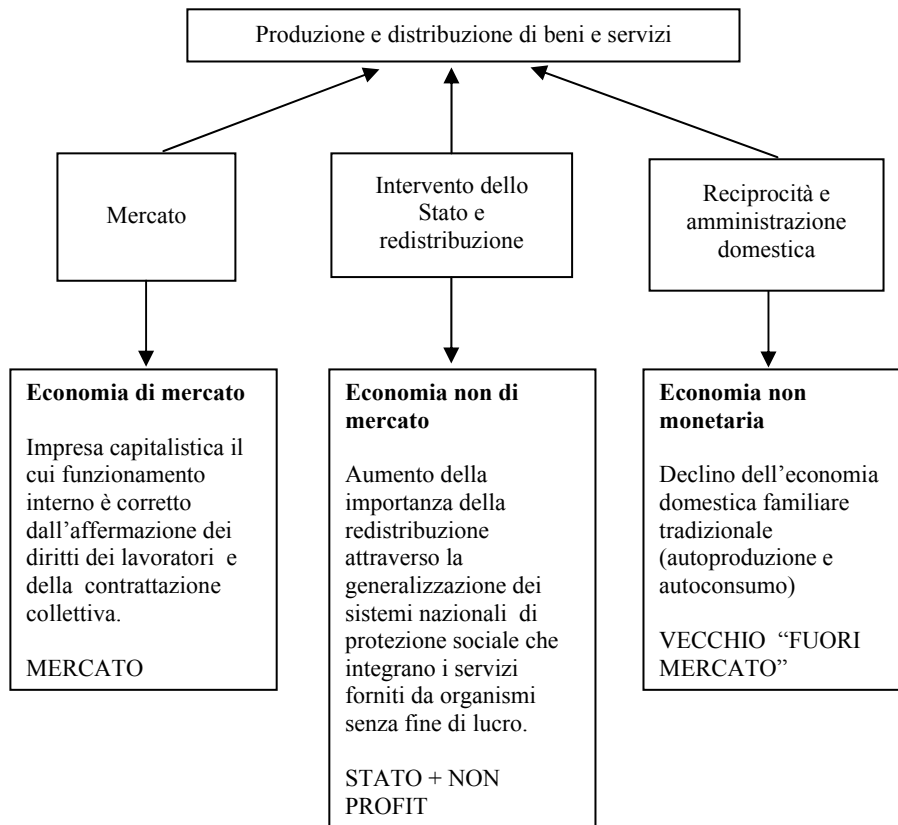 Produzione e distribuzione di beni e servizi
Mercato
Intervento dello
Stato e
redistribuzione
Reciprocità e
amministrazione
domestica
Economia di mercato
Impresa capitalistica il
cui funzionamento
interno è corretto
dall’affermazione dei
diritti dei lavoratori e
della contrattazione
collettiva.
MERCATO
Economia non di
mercato
Aumento della
importanza della
redistribuzione
attraverso la
generalizzazione dei
sistemi nazionali di
protezione sociale che
integrano i servizi
forniti da organismi
senza fine di lucro.
STATO + NON
PROFIT
Economia non
monetaria
Declino dell’economia
domestica familiare
tradizionale
(autoproduzione e
autoconsumo)
VECCHIO “FUORI
MERCATO”